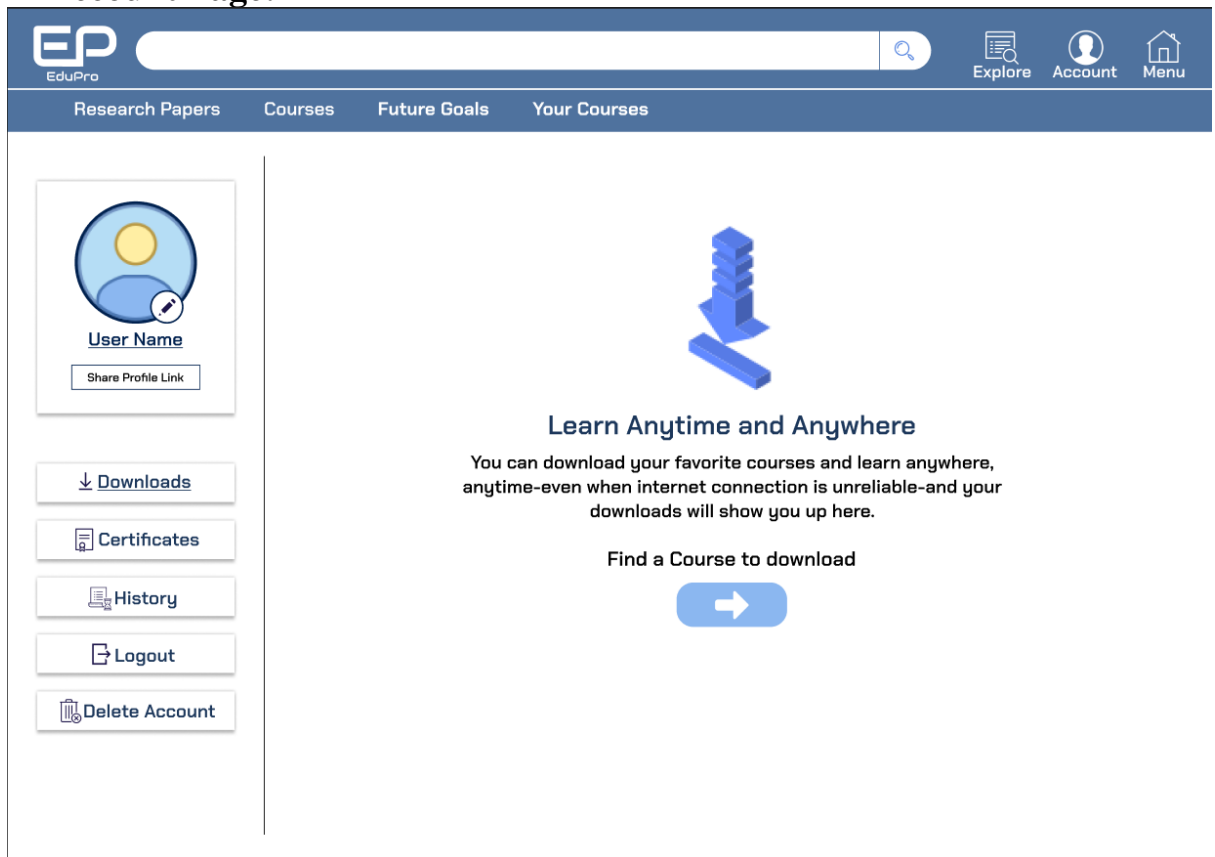 EP
EduPro
Explore
Account
Menu
Research Papers
Courses
Future Goals
Your Courses
User Name
Share Profile Link
Downloads
Certificates
History
Logout
Delete Account
Learn Anytime and Anywhere
You can download your favorite courses and learn anywhere,
anytime-even when internet connection is unreliable-and your
downloads will show you up here.
Find a Course to download